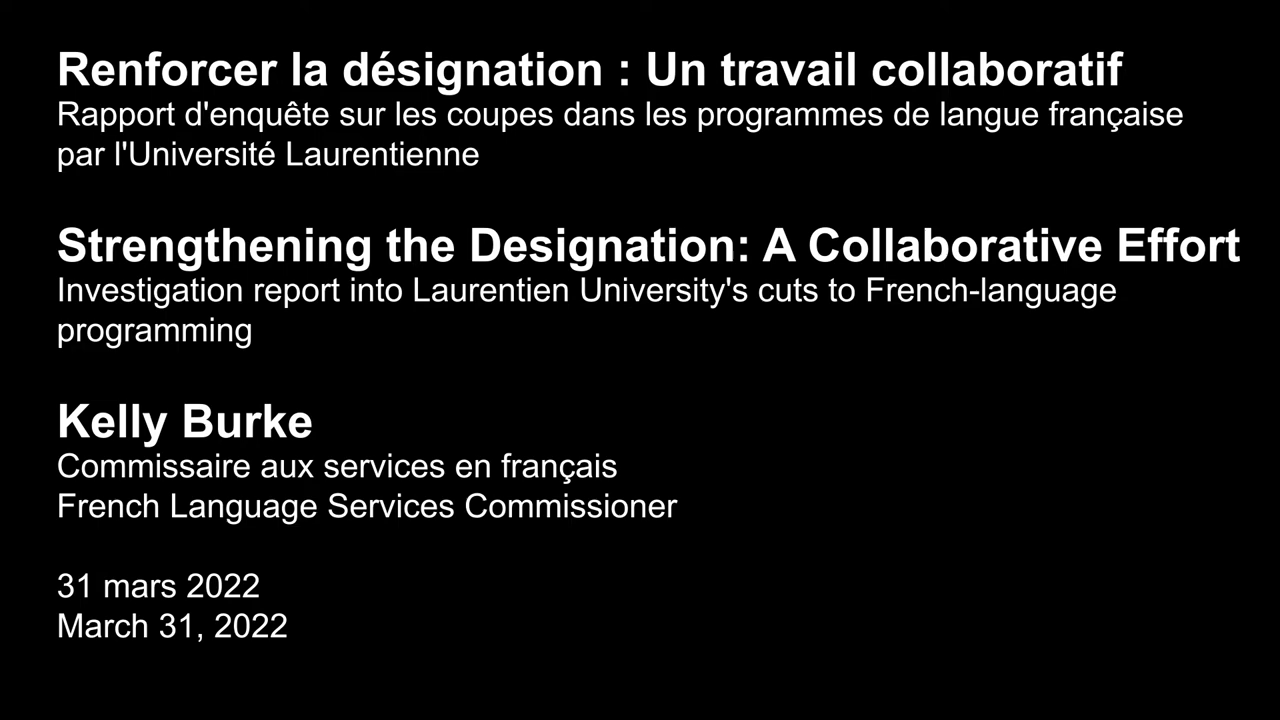 Renforcer la désignation : Un travail collaboratif
Rapport d'enquête sur les coupes dans les programmes de langue française
par l'Université Laurentienne
Strengthening the Designation: A Collaborative Effort
Investigation report into Laurentien University's cuts to French-language
programming
Kelly Burke
Commissaire aux services en français
French Language Services Commissioner
31 mars 2022
March 31, 2022